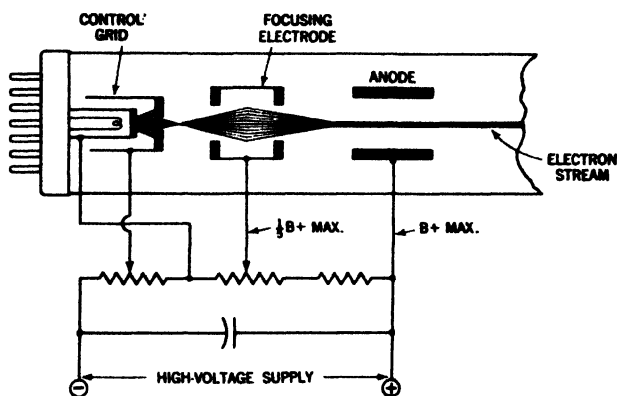 CONTROL'
GRID
FOCUSING
ELECTRODE
ANODE
ELECTRON
STREAM
⅓B+ MAX.
B+ MAX.
HIGH-VOLTAGE SUPPLY
− +